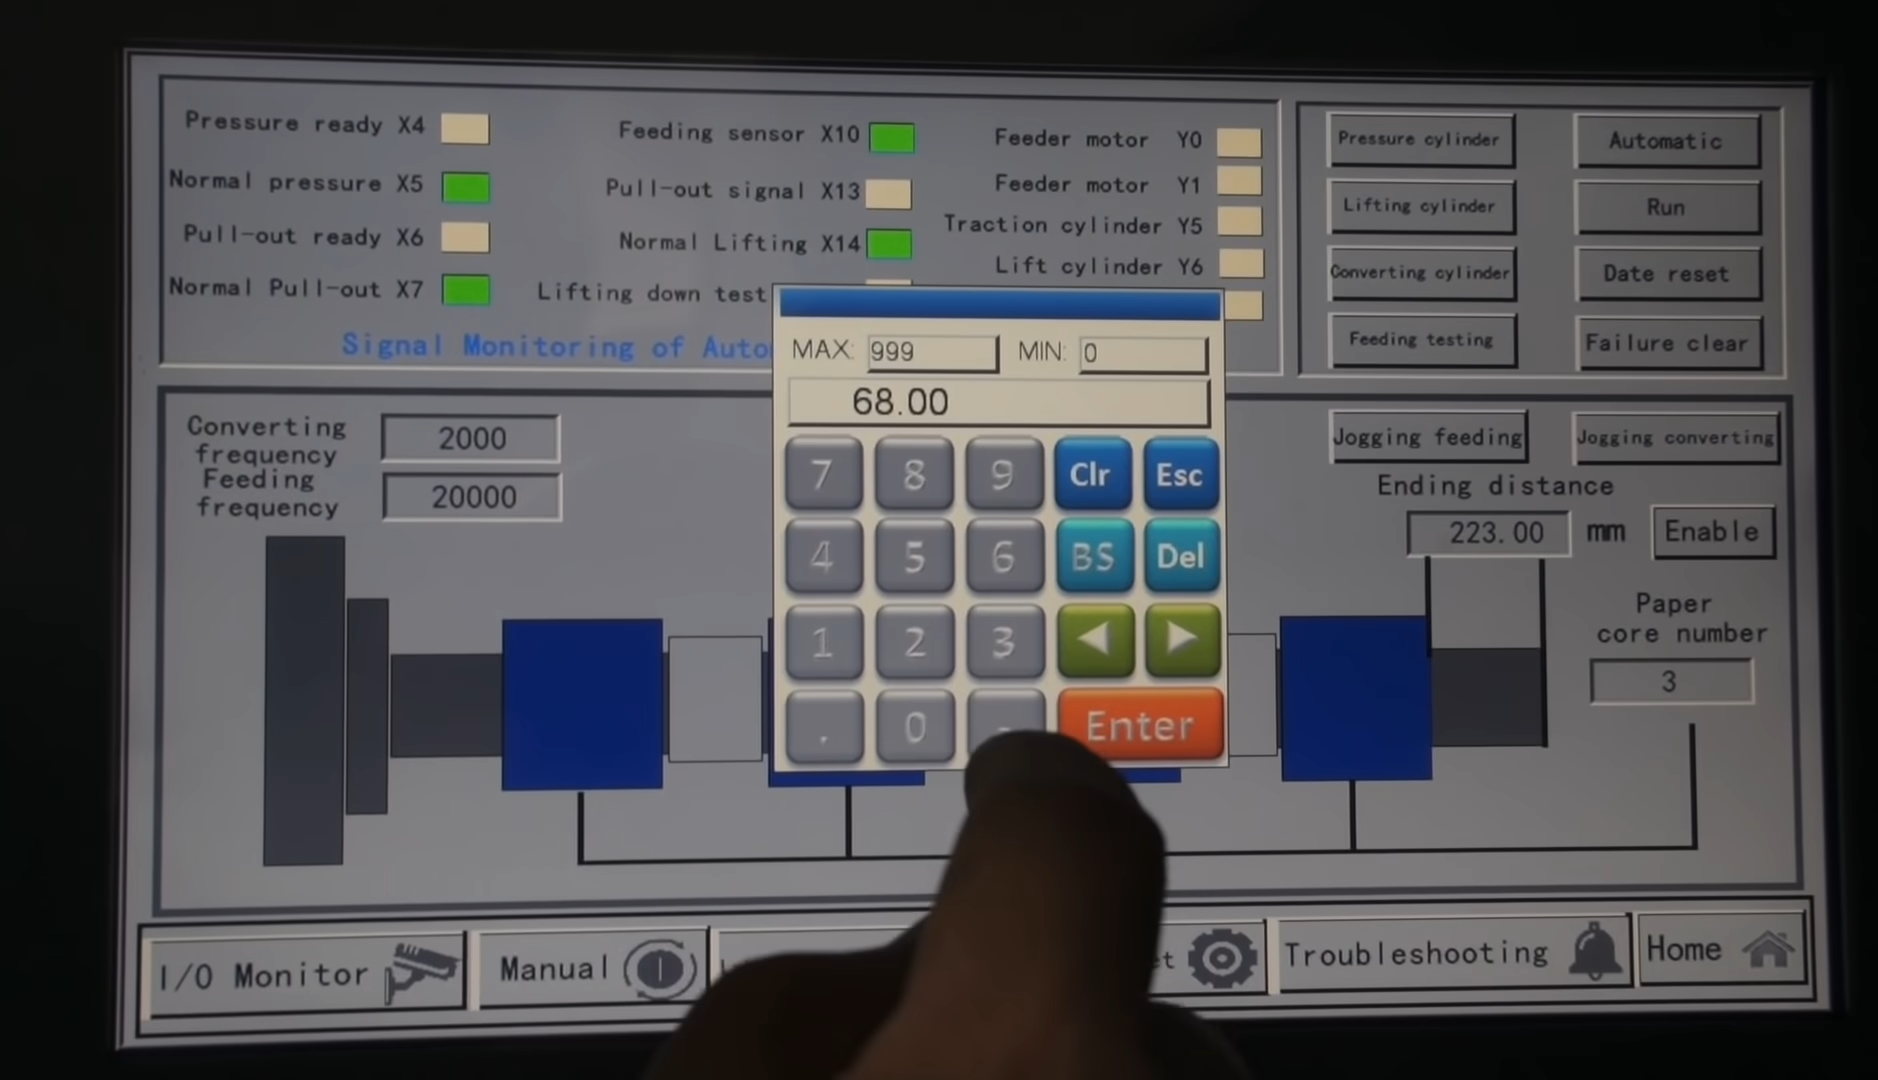 Pressure ready X4
Normal pressure X5
Pull-out ready X6
Normal Pull-out X7
Feeding sensor X10
Pull-out signal X13
Normal Lifting X14
Lifting down test
Feeder motor Y0
Feeder motor Y1
Traction cylinder Y5
Lift cylinder Y6
Signal Monitoring of
Pressure cylinder
Automatic
Lifting cylinder
Run
Converting cylinder
Date reset
Feeding testing
Failure clear
Converting
frequency
2000
Feeding
frequency
20000
MAX: 999 MIN: 0
68.00
7 8 9 Clr Esc
4 5 6 BS Del
1 2 3 ◀ ▶
. 0 - Enter
Jogging feeding
Jogging converting
Ending distance
223.00 mm Enable
Paper
core number
3
I/O Monitor
Manual
Troubleshooting
Home